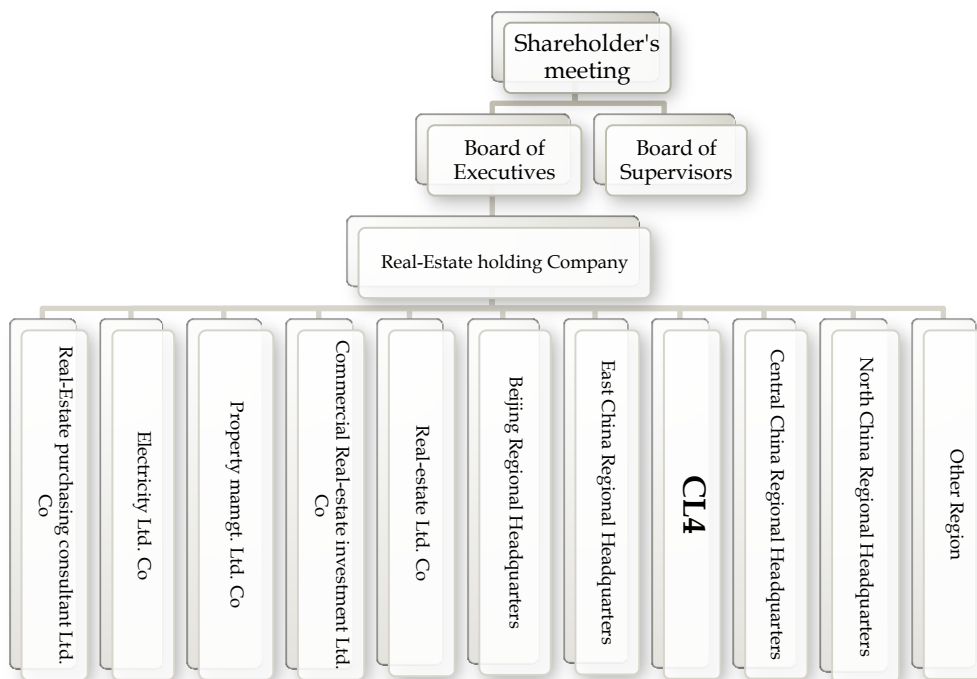 Shareholder's
meeting
Board of
Executives
Board of
Supervisors
Real-Estate holding Company
Real-Estate purchasing consultant Ltd.
Co
Electricity Ltd. Co
Property mamgt. Ltd. Co
Commercial Real-estate investment Ltd.
Co
Real-estate Ltd. Co
Beijing Regional Headquarters
East China Regional Headquarters
CL4
Central China Regional Headquarters
North China Regional Headquarters
Other Region